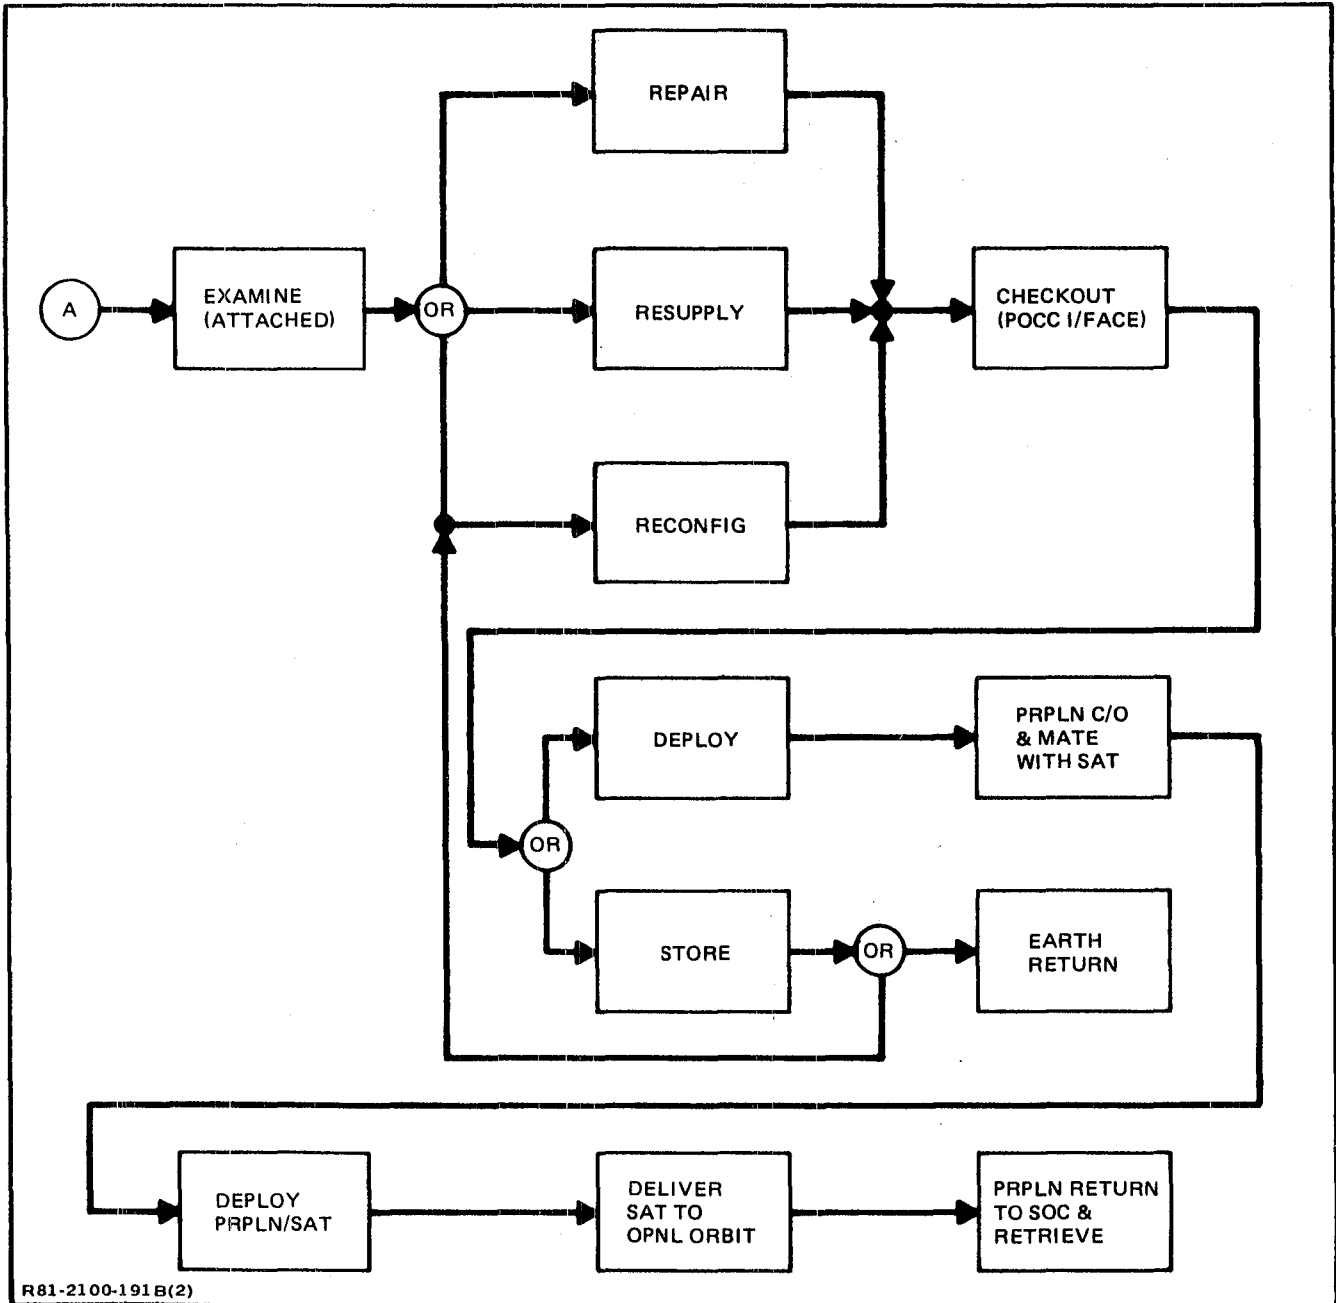 REPAIR
A
EXAMINE
(ATTACHED)
OR
RESUPPLY
CHECKOUT
(POCC I/FACE)
RECONFIG
DEPLOY
PRPLN C/O
& MATE
WITH SAT
OR
STORE
OR
EARTH
RETURN
DEPLOY
PRPLN/SAT
DELIVER
SAT TO
OPNL ORBIT
PRPLN RETURN
TO SOC &
RETRIEVE
R81-2100-191B(2)